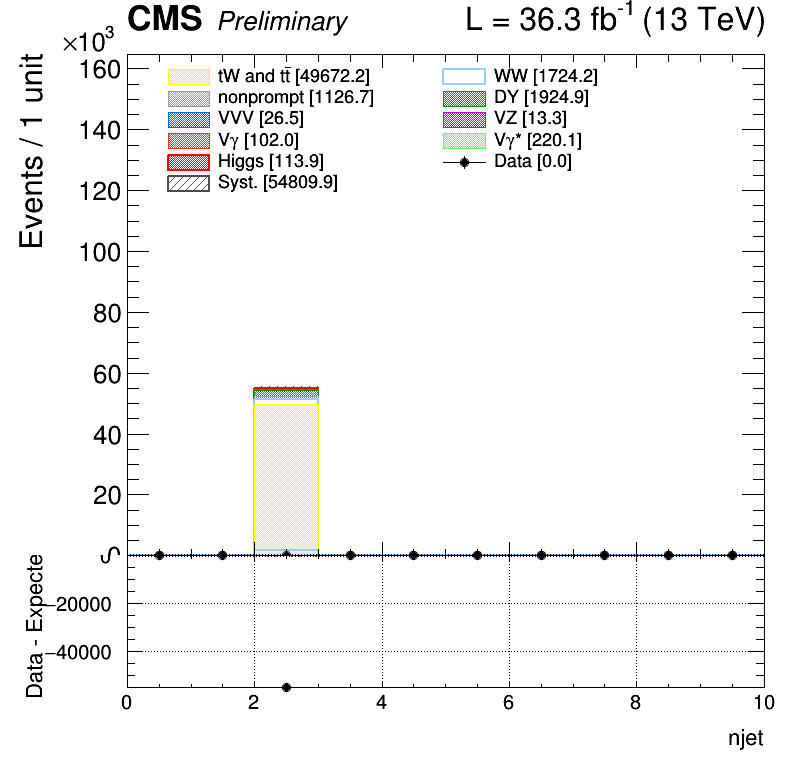 CMS Preliminary L = 36.3 fb⁻¹ (13 TeV)
×10³
Events / 1 unit
160
140
120
100
80
60
40
20
0
tW and tt̄ [49672.2]
nonprompt [1126.7]
VVV [26.5]
Vγ [102.0]
Higgs [113.9]
Syst. [54809.9]
WW [1724.2]
DY [1924.9]
VZ [13.3]
Vγ* [220.1]
Data [0.0]
Data - Expecte
−20000
−40000
0 2 4 6 8 10
njet